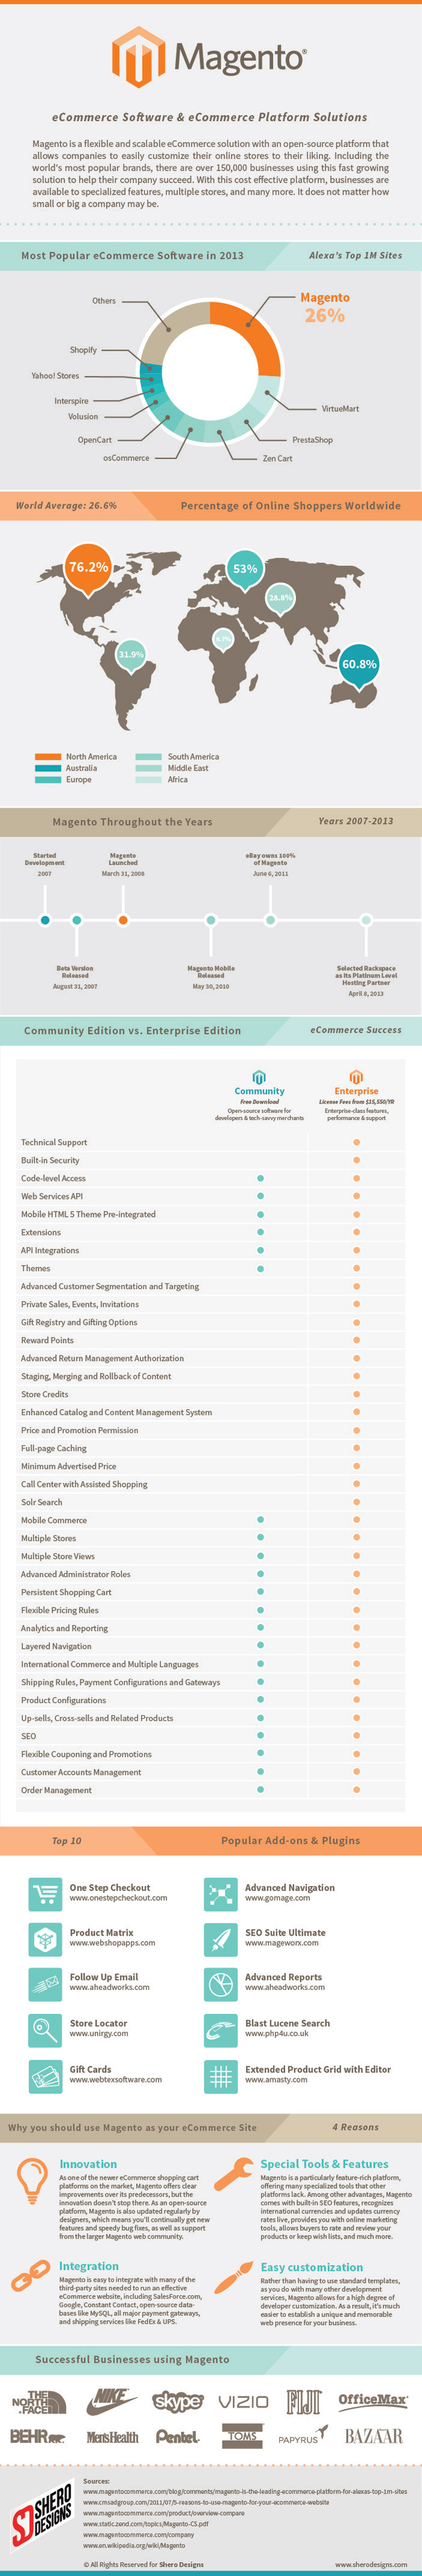 Magento®
eCommerce Software & eCommerce Platform Solutions
Magento is a flexible and scalable eCommerce solution with an open-source platform that
allows companies to easily customize their online stores to their liking. Including the
world's most popular brands, there are over 150,000 businesses using this fast growing
solution to help their company succeed. With this cost effective platform, businesses are
available to specialized features, multiple stores, and many more. It does not matter how
small or big a company may be.
Most Popular eCommerce Software in 2013
Alexa's Top 1M Sites
Others
Magento
26%
Shopify
Yahoo! Stores
Interspire
Volusion
VirtueMart
OpenCart
PrestaShop
osCommerce
Zen Cart
World Average: 26.6%
Percentage of Online Shoppers Worldwide
76.2%
53%
28.8%
6.7%
31.9%
60.8%
North America
South America
Australia
Middle East
Europe
Africa
Magento Throughout the Years
Years 2007-2013
Started
Development
2007
Magento
Launched
March 31, 2008
eBay owns 100%
of Magento
June 6, 2011
Beta Version
Released
August 31, 2007
Magento Mobile
Released
May 30, 2010
Selected Rackspace
as its Platinum Level
Hosting Partner
April 8, 2013
Community Edition vs. Enterprise Edition
eCommerce Success
Community
Free Download
Open-source software for
developers & tech-savvy merchants
Enterprise
License Fees from $15,550/YR
Enterprise-class features,
performance & support
Technical Support
Built-in Security
Code-level Access
Web Services API
Mobile HTML 5 Theme Pre-integrated
Extensions
API Integrations
Themes
Advanced Customer Segmentation and Targeting
Private Sales, Events, Invitations
Gift Registry and Gifting Options
Reward Points
Advanced Return Management Authorization
Staging, Merging and Rollback of Content
Store Credits
Enhanced Catalog and Content Management System
Price and Promotion Permission
Full-page Caching
Minimum Advertised Price
Call Center with Assisted Shopping
Solr Search
Mobile Commerce
Multiple Stores
Multiple Store Views
Advanced Administrator Roles
Persistent Shopping Cart
Flexible Pricing Rules
Analytics and Reporting
Layered Navigation
International Commerce and Multiple Languages
Shipping Rules, Payment Configurations and Gateways
Product Configurations
Up-sells, Cross-sells and Related Products
SEO
Flexible Couponing and Promotions
Customer Accounts Management
Order Management
Top 10
Popular Add-ons & Plugins
One Step Checkout
www.onestepcheckout.com
Advanced Navigation
www.gomage.com
Product Matrix
www.webshopapps.com
SEO Suite Ultimate
www.mageworx.com
Follow Up Email
www.aheadworks.com
Advanced Reports
www.aheadworks.com
Store Locator
www.unirgy.com
Blast Lucene Search
www.php4u.co.uk
Gift Cards
www.webtexsoftware.com
Extended Product Grid with Editor
www.amasty.com
Why you should use Magento as your eCommerce Site
4 Reasons
Innovation
As one of the newer eCommerce shopping cart
platforms on the market, Magento offers clear
improvements over its predecessors, but the
innovation doesn't stop there. As an open-source
platform, Magento is also updated regularly by
designers, which means you'll continually get new
features and speedy bug fixes, as well as support
from the larger Magento web community.
Special Tools & Features
Magento is a particularly feature-rich platform,
offering many specialized tools that other
platforms lack. Among other advantages, Magento
comes with built-in SEO features, recognizes
international currencies and updates currency
rates live, provides you with online marketing
tools, allows buyers to rate and review your
products or keep wish lists, and much more.
Integration
Magento is easy to integrate with many of the
third-party sites needed to run an effective
eCommerce website, including SalesForce.com,
Google, Constant Contact, open-source data-
bases like MySQL, all major payment gateways,
and shipping services like FedEx & UPS.
Easy customization
Rather than having to use standard templates,
as you do with many other development
services, Magento allows for a high degree of
developer customization. As a result, it's much
easier to establish a unique and memorable
web presence for your business.
Successful Businesses using Magento
THE
NORTH
FACE
NIKE
skype
VIZIO
FIJI
OfficeMax
BEHR
Men'sHealth
Pentel
TOMS
PAPYRUS
BAZAAR
SHERO
DESIGNS
Sources:
www.magentocommerce.com/blog/comments/magento-is-the-leading-ecommerce-platform-for-alexas-top-1m-sites
www.cmsadgroup.com/2011/07/5-reasons-to-use-magento-for-your-ecommerce-website
www.magentocommerce.com/product/overview-compare
www.static.zend.com/topics/Magento-CS.pdf
www.magentocommerce.com/company
www.en.wikipedia.org/wiki/Magento
© All Rights Reserved for Shero Designs
www.sherodesigns.com